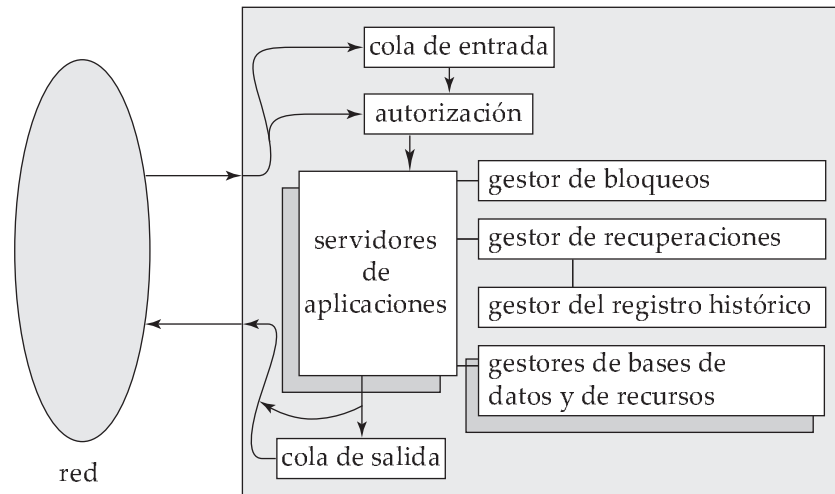 cola de entrada
autorización
servidores
de
aplicaciones
gestor de bloqueos
gestor de recuperaciones
gestor del registro histórico
gestores de bases de
datos y de recursos
cola de salida
red